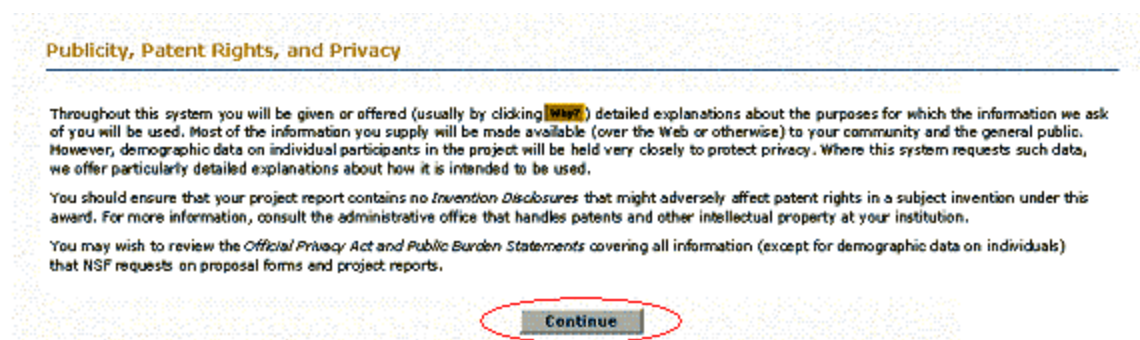 Publicity, Patent Rights, and Privacy
Throughout this system you will be given or offered (usually by clicking Why? ) detailed explanations about the purposes for which the information we ask
of you will be used. Most of the information you supply will be made available (over the Web or otherwise) to your community and the general public.
However, demographic data on individual participants in the project will be held very closely to protect privacy. Where this system requests such data,
we offer particularly detailed explanations about how it is intended to be used.
You should ensure that your project report contains no Invention Disclosures that might adversely affect patent rights in a subject invention under this
award. For more information, consult the administrative office that handles patents and other intellectual property at your institution.
You may wish to review the Official Privacy Act and Public Burden Statements covering all information (except for demographic data on individuals)
that NSF requests on proposal forms and project reports.
Continue